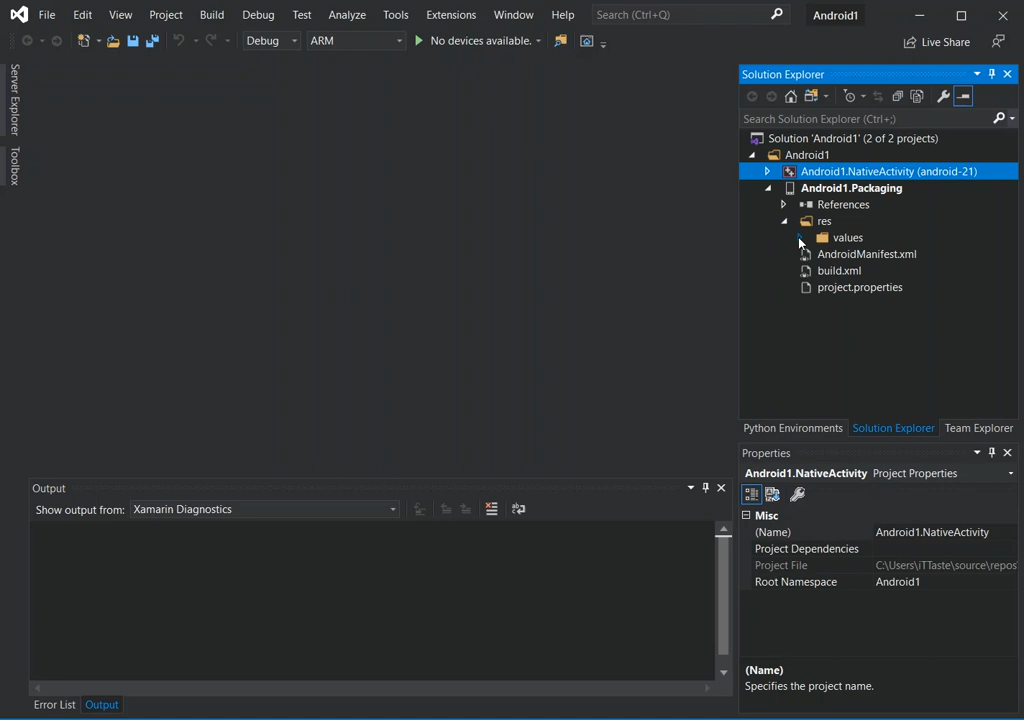 File Edit View Project Build Debug Test Analyze Tools Extensions Window Help Search (Ctrl+Q) Android1
Debug ARM No devices available. Live Share
Server Explorer
Toolbox
Solution Explorer
Search Solution Explorer (Ctrl+;)
Solution 'Android1' (2 of 2 projects)
Android1
Android1.NativeActivity (android-21)
Android1.Packaging
References
res
values
AndroidManifest.xml
build.xml
project.properties
Python Environments Solution Explorer Team Explorer
Properties
Android1.NativeActivity Project Properties
Misc
(Name) Android1.NativeActivity
Project Dependencies
Project File C:\Users\iTTaste\source\repos
Root Namespace Android1
(Name)
Specifies the project name.
Output
Show output from: Xamarin Diagnostics
Error List Output